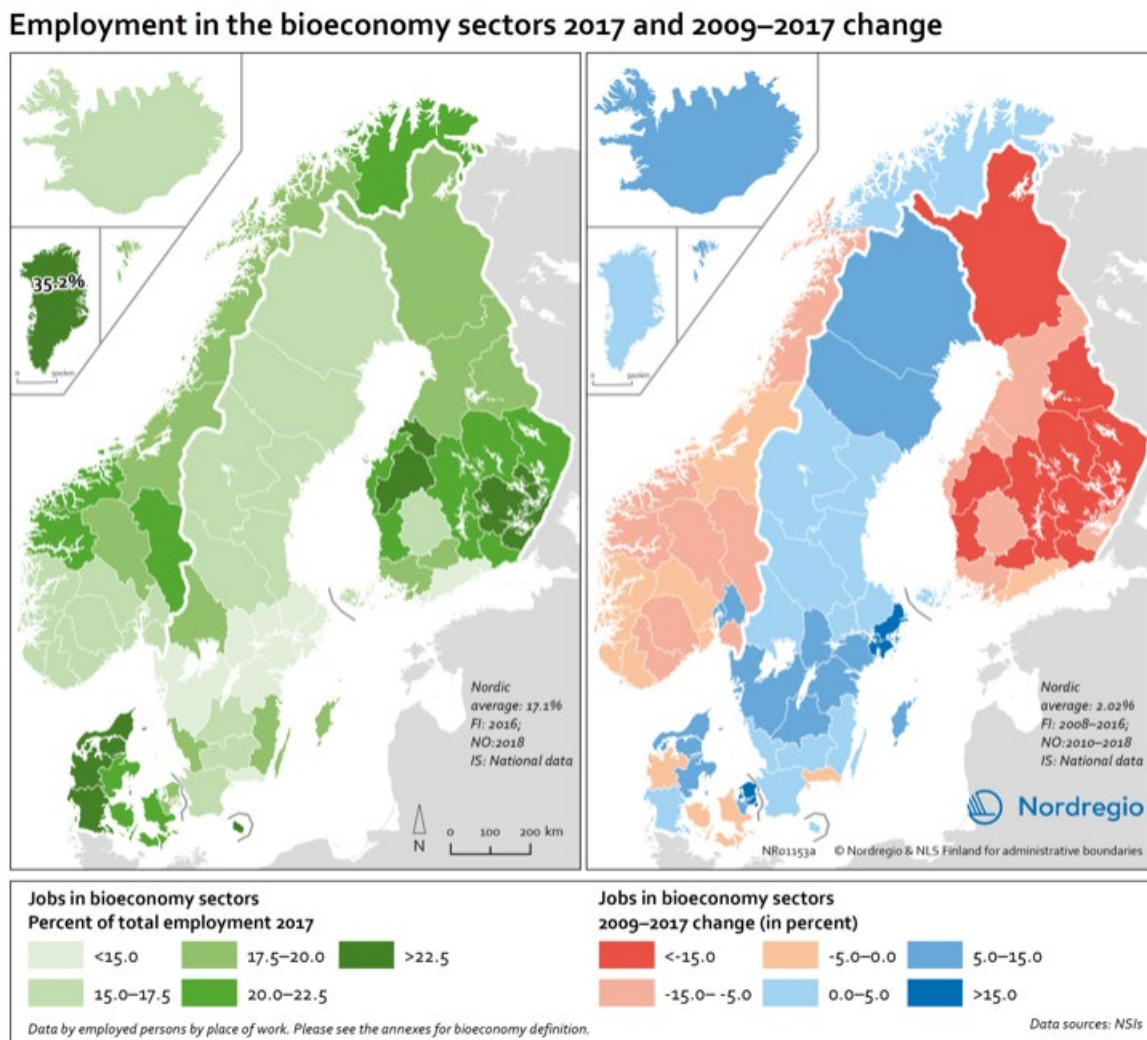 Employment in the bioeconomy sectors 2017 and 2009–2017 change
35.2%
Nordic
average: 17.1%
FI: 2016;
NO:2018
IS: National data
N
0 100 200 km
Nordic
average: 2.02%
FI: 2008–2016;
NO:2010–2018
IS: National data
Nordregio
NR01153a © Nordregio & NLS Finland for administrative boundaries
Jobs in bioeconomy sectors
Percent of total employment 2017
<15.0 17.5–20.0 >22.5
15.0–17.5 20.0–22.5
Data by employed persons by place of work. Please see the annexes for bioeconomy definition.
Jobs in bioeconomy sectors
2009–2017 change (in percent)
<-15.0 -5.0–0.0 5.0–15.0
-15.0– -5.0 0.0–5.0 >15.0
Data sources: NSIs